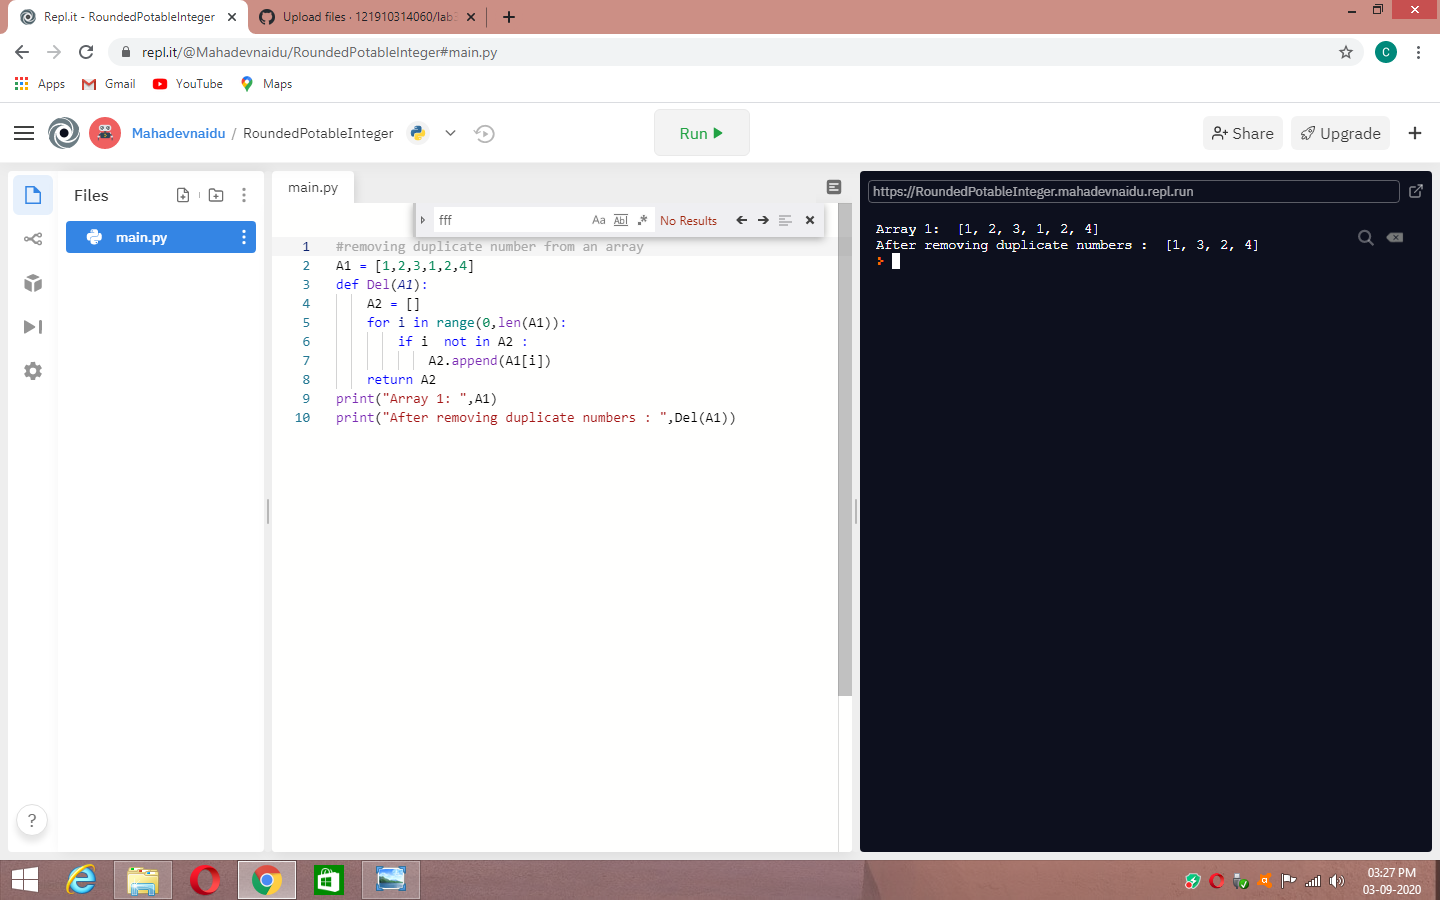 Repl.it - RoundedPotableInteger
Upload files · 121910314060/lab
repl.it/@Mahadevnaidu/RoundedPotableInteger#main.py
C
Apps
Gmail
YouTube
Maps
Mahadevnaidu / RoundedPotableInteger
Run
Share
Upgrade
Files
main.py
main.py
fff
Aa
Abl
.*
No Results
1 #removing duplicate number from an array
2 A1 = [1,2,3,1,2,4]
3 def Del(A1):
4 A2 = []
5 for i in range(0,len(A1)):
6 if i  not in A2 :
7 A2.append(A1[i])
8 return A2
9 print("Array 1: ",A1)
10 print("After removing duplicate numbers : ",Del(A1))
https://RoundedPotableInteger.mahadevnaidu.repl.run
Array 1:  [1, 2, 3, 1, 2, 4]
After removing duplicate numbers :  [1, 3, 2, 4]
?
03:27 PM
03-09-2020